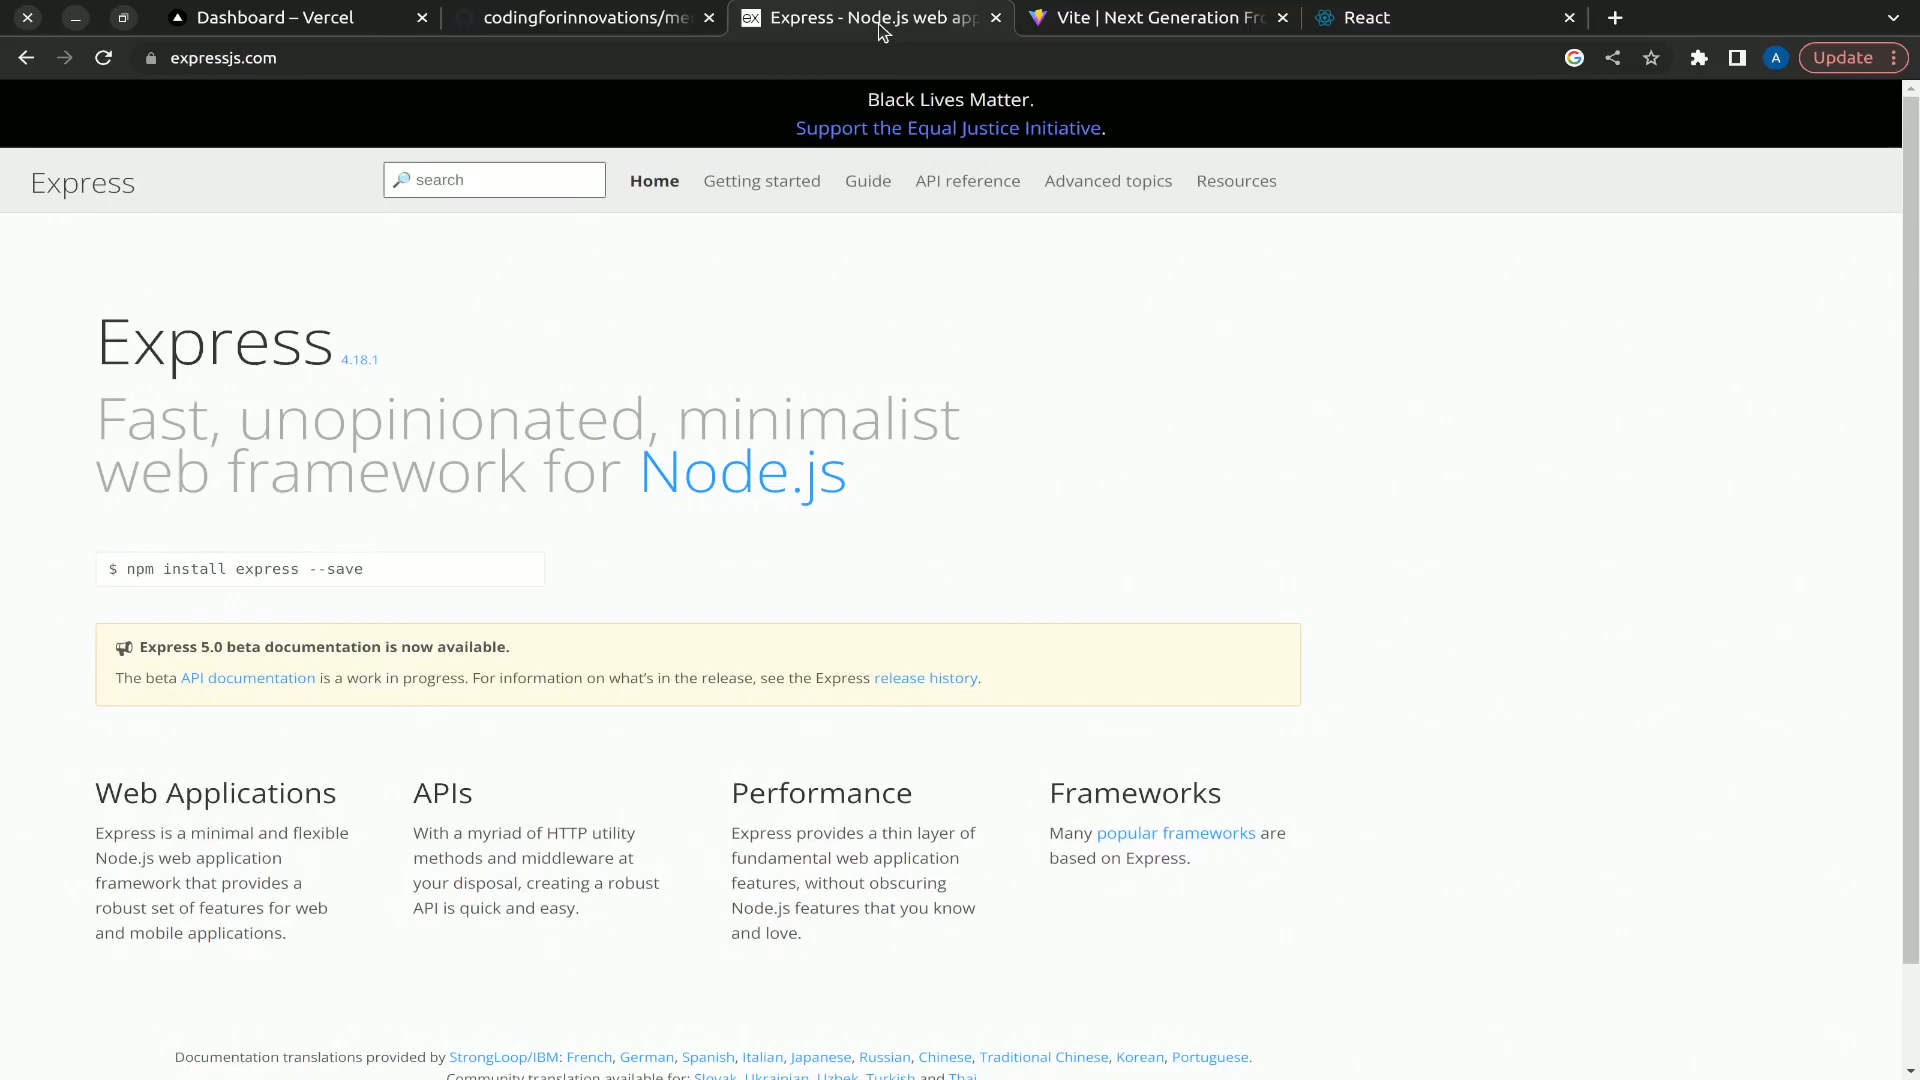 Dashboard – Vercel
codingforinnovations/me
Express - Node.js web app
Vite | Next Generation Fr
React
expressjs.com
A
Update
Black Lives Matter.
Support the Equal Justice Initiative.
Express
search
Home
Getting started
Guide
API reference
Advanced topics
Resources
Express 4.18.1
Fast, unopinionated, minimalist
web framework for Node.js
$ npm install express --save
Express 5.0 beta documentation is now available.
The beta API documentation is a work in progress. For information on what's in the release, see the Express release history.
Web Applications
Express is a minimal and flexible
Node.js web application
framework that provides a
robust set of features for web
and mobile applications.
APIs
With a myriad of HTTP utility
methods and middleware at
your disposal, creating a robust
API is quick and easy.
Performance
Express provides a thin layer of
fundamental web application
features, without obscuring
Node.js features that you know
and love.
Frameworks
Many popular frameworks are
based on Express.
Documentation translations provided by StrongLoop/IBM: French, German, Spanish, Italian, Japanese, Russian, Chinese, Traditional Chinese, Korean, Portuguese.
Community translation available for: Slovak, Ukrainian, Uzbek, Turkish and Thai.